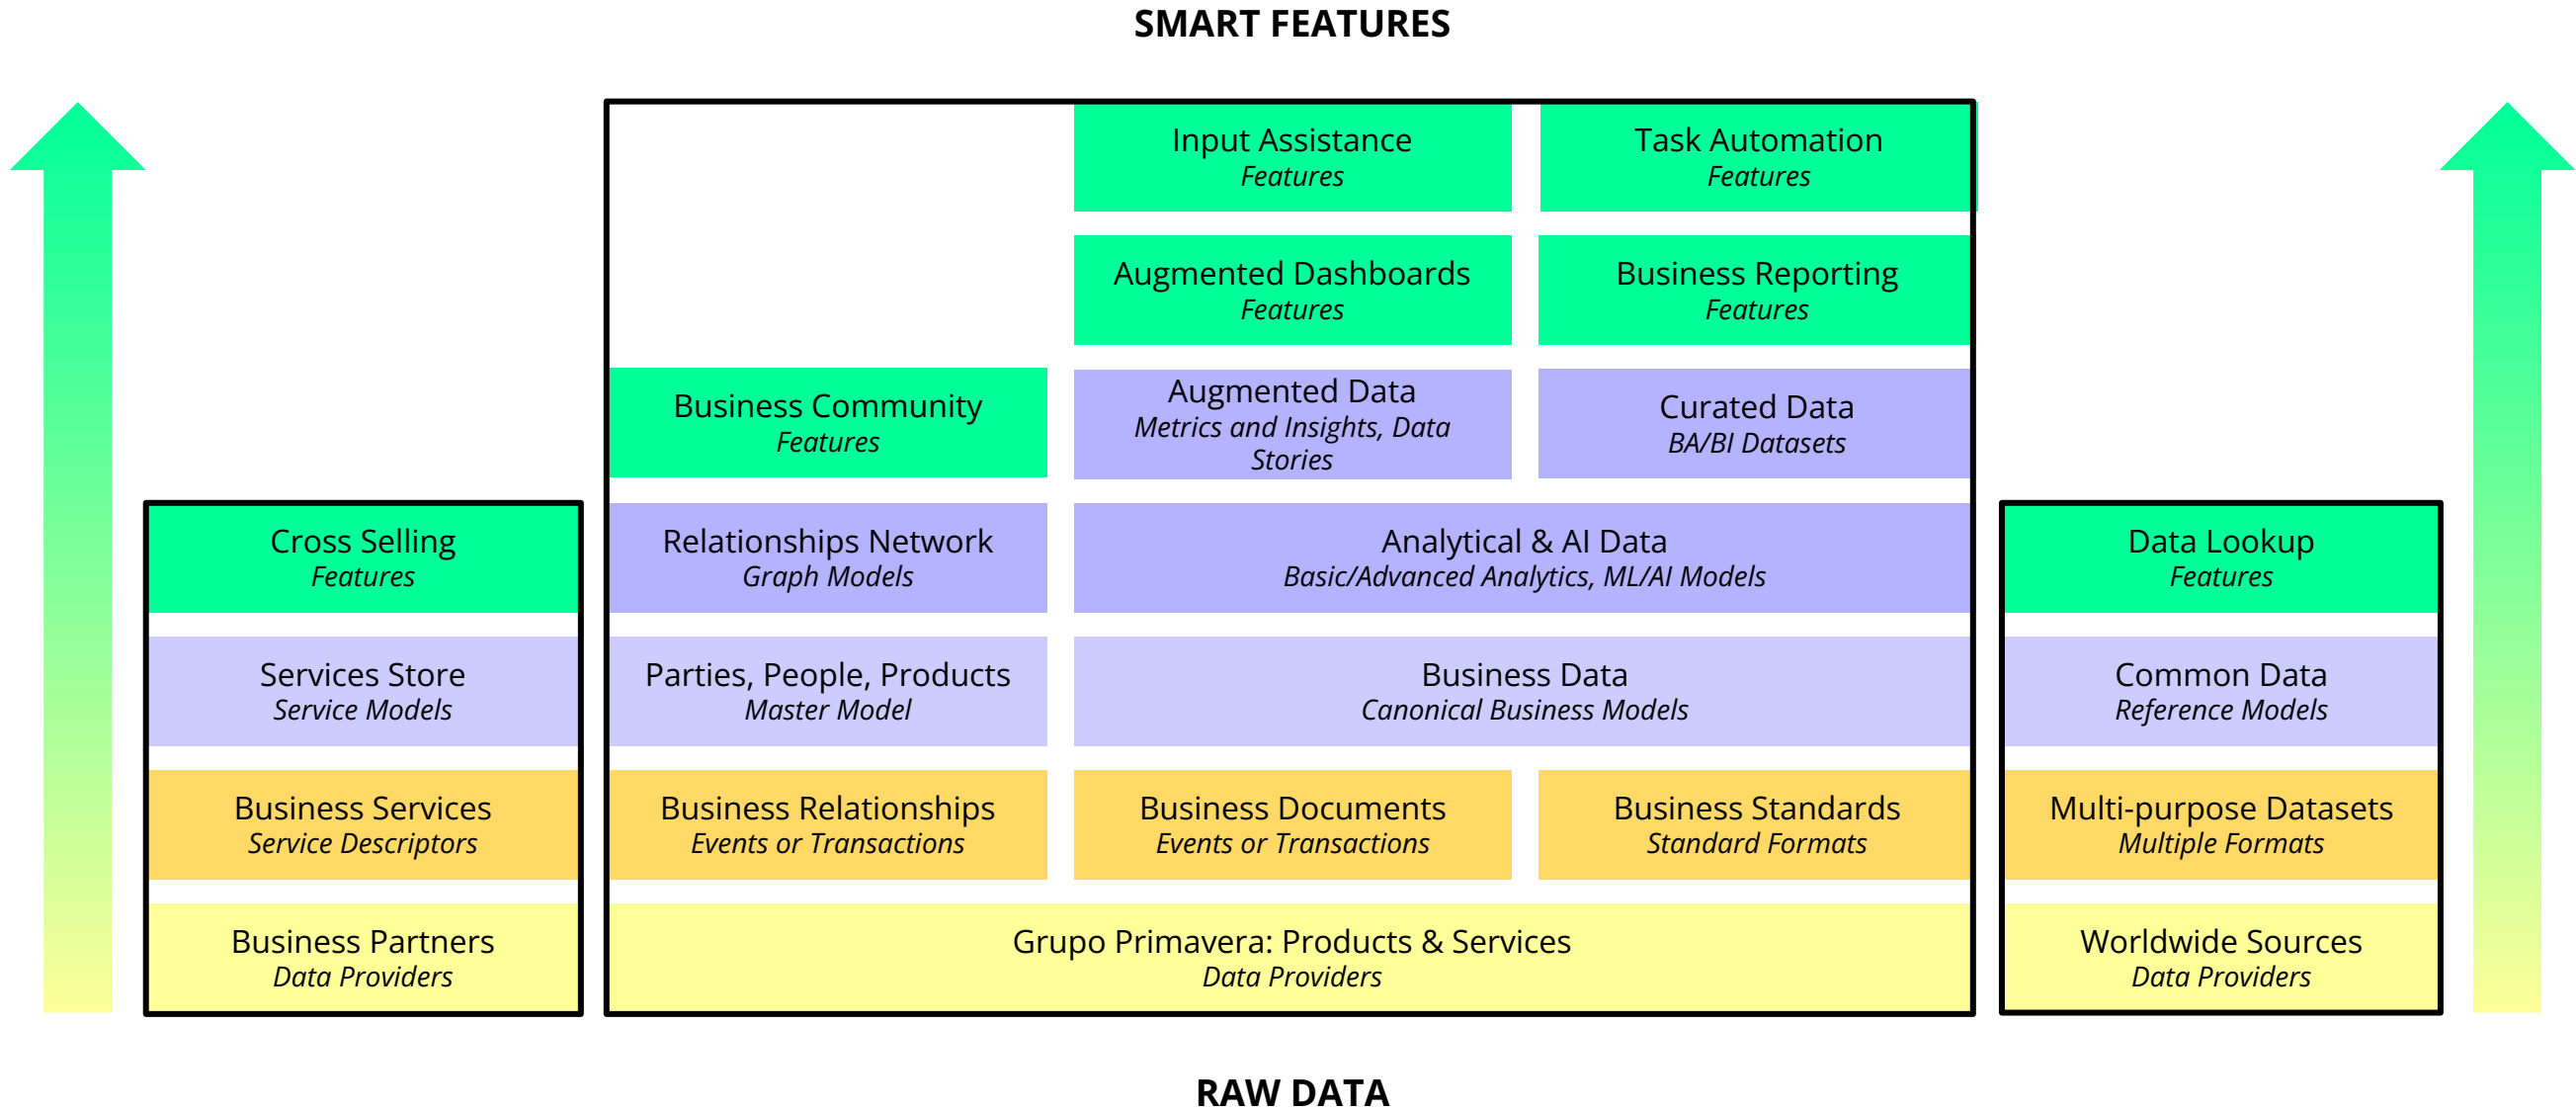 SMART FEATURES
Input Assistance
Features
Task Automation
Features
Augmented Dashboards
Features
Business Reporting
Features
Business Community
Features
Augmented Data
Metrics and Insights, Data
Stories
Curated Data
BA/BI Datasets
Cross Selling
Features
Relationships Network
Graph Models
Analytical & AI Data
Basic/Advanced Analytics, ML/AI Models
Data Lookup
Features
Services Store
Service Models
Parties, People, Products
Master Model
Business Data
Canonical Business Models
Common Data
Reference Models
Business Services
Service Descriptors
Business Relationships
Events or Transactions
Business Documents
Events or Transactions
Business Standards
Standard Formats
Multi-purpose Datasets
Multiple Formats
Business Partners
Data Providers
Grupo Primavera: Products & Services
Data Providers
Worldwide Sources
Data Providers
RAW DATA